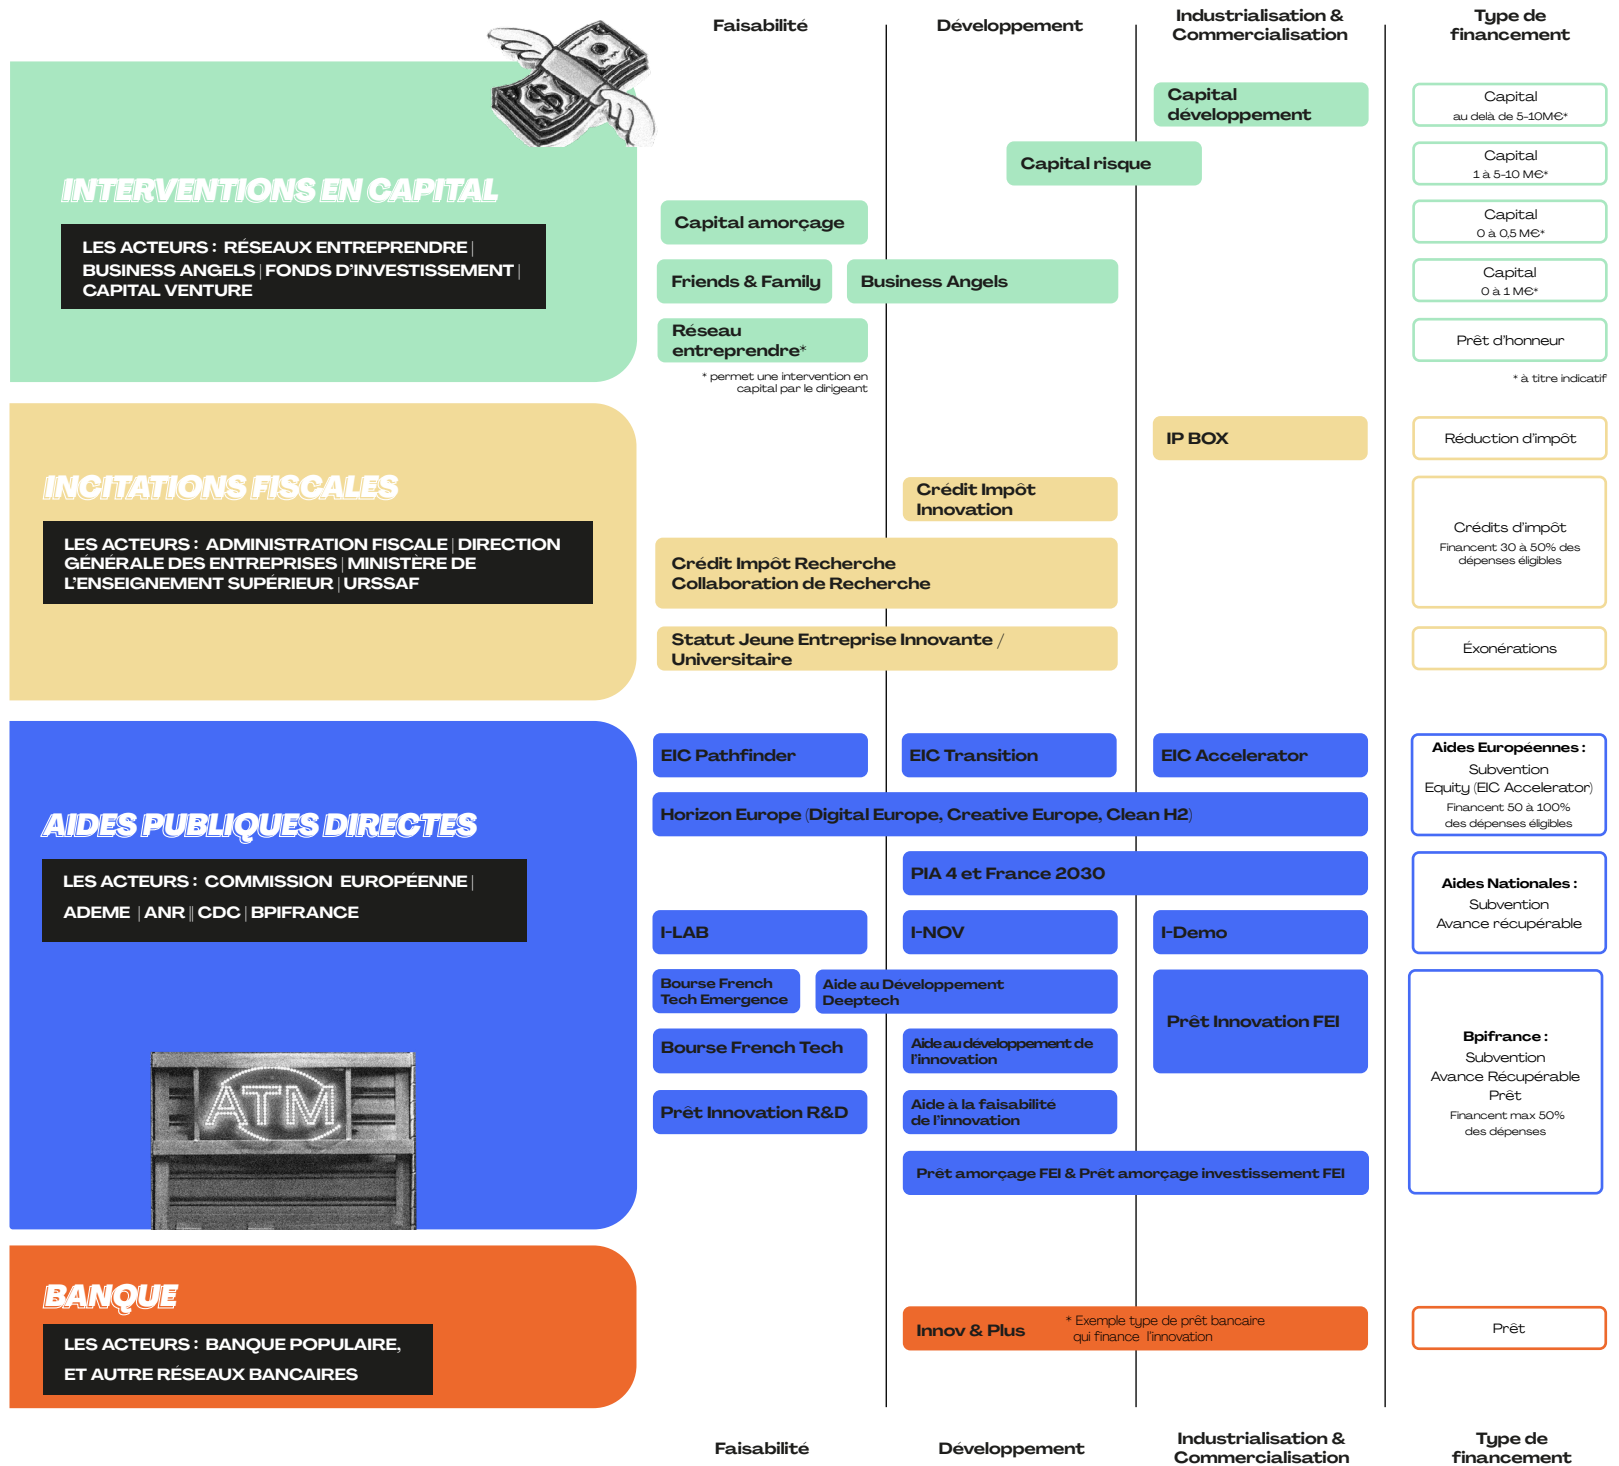 Faisabilité
Développement
Industrialisation &
Commercialisation
Type de
financement
INTERVENTIONS EN CAPITAL
LES ACTEURS : RÉSEAUX ENTREPRENDRE |
BUSINESS ANGELS | FONDS D'INVESTISSEMENT |
CAPITAL VENTURE
Capital
développement
Capital
au delà de 5-10M€*
Capital risque
Capital
1 à 5-10 M€*
Capital amorçage
Capital
0 à 0,5 M€*
Friends & Family
Business Angels
Capital
0 à 1 M€*
Réseau
entreprendre*
Prêt d'honneur
* permet une intervention en
capital par le dirigeant
* à titre indicatif
INCITATIONS FISCALES
LES ACTEURS : ADMINISTRATION FISCALE | DIRECTION
GÉNÉRALE DES ENTREPRISES | MINISTÈRE DE
L'ENSEIGNEMENT SUPÉRIEUR | URSSAF
IP BOX
Réduction d'impôt
Crédit Impôt
Innovation
Crédit Impôt Recherche
Collaboration de Recherche
Crédits d'impôt
Financent 30 à 50% des
dépenses éligibles
Statut Jeune Entreprise Innovante /
Universitaire
Éxonérations
AIDES PUBLIQUES DIRECTES
LES ACTEURS : COMMISSION EUROPÉENNE |
ADEME | ANR || CDC | BPIFRANCE
ATM
EIC Pathfinder
EIC Transition
EIC Accelerator
Horizon Europe (Digital Europe, Creative Europe, Clean H2)
Aides Européennes :
Subvention
Equity (EIC Accelerator)
Financent 50 à 100%
des dépenses éligibles
PIA 4 et France 2030
I-LAB
I-NOV
I-Demo
Aides Nationales :
Subvention
Avance récupérable
Bourse French
Tech Emergence
Aide au Développement
Deeptech
Prêt Innovation FEI
Bourse French Tech
Aide au développement de
l'innovation
Prêt Innovation R&D
Aide à la faisabilité
de l'innovation
Prêt amorçage FEI & Prêt amorçage investissement FEI
Bpifrance :
Subvention
Avance Récupérable
Prêt
Financent max 50%
des dépenses
BANQUE
LES ACTEURS : BANQUE POPULAIRE,
ET AUTRE RÉSEAUX BANCAIRES
Innov & Plus
* Exemple type de prêt bancaire
qui finance l'innovation
Prêt
Faisabilité
Développement
Industrialisation &
Commercialisation
Type de
financement